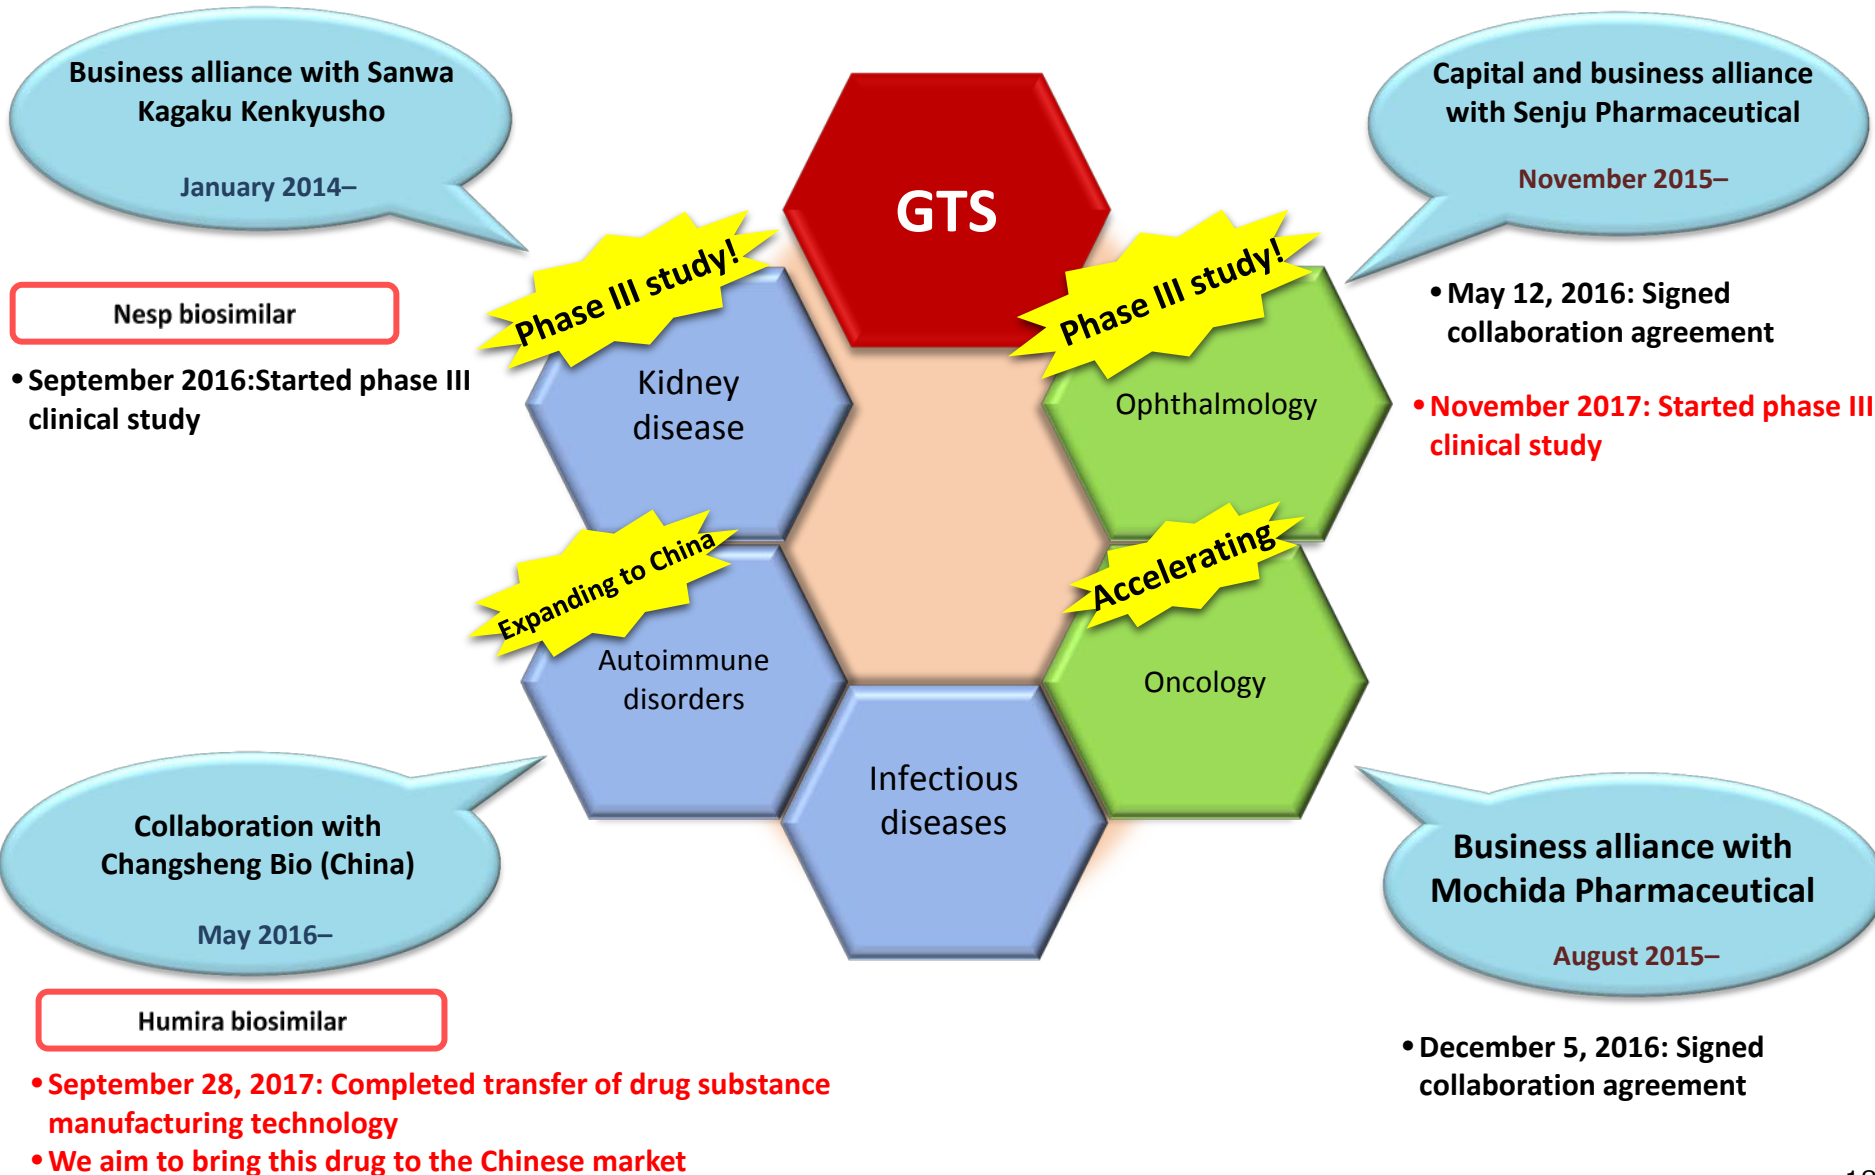 Business alliance with Sanwa
Kagaku Kenkyusho
January 2014–
Capital and business alliance
with Senju Pharmaceutical
November 2015–
GTS
Phase III study!
Phase III study!
Nesp biosimilar
• September 2016:Started phase III
clinical study
Kidney
disease
Ophthalmology
• May 12, 2016: Signed
collaboration agreement
• November 2017: Started phase III
clinical study
Expanding to China
Accelerating
Autoimmune
disorders
Oncology
Infectious
diseases
Collaboration with
Changsheng Bio (China)
May 2016–
Business alliance with
Mochida Pharmaceutical
August 2015–
Humira biosimilar
• September 28, 2017: Completed transfer of drug substance
manufacturing technology
• We aim to bring this drug to the Chinese market
• December 5, 2016: Signed
collaboration agreement